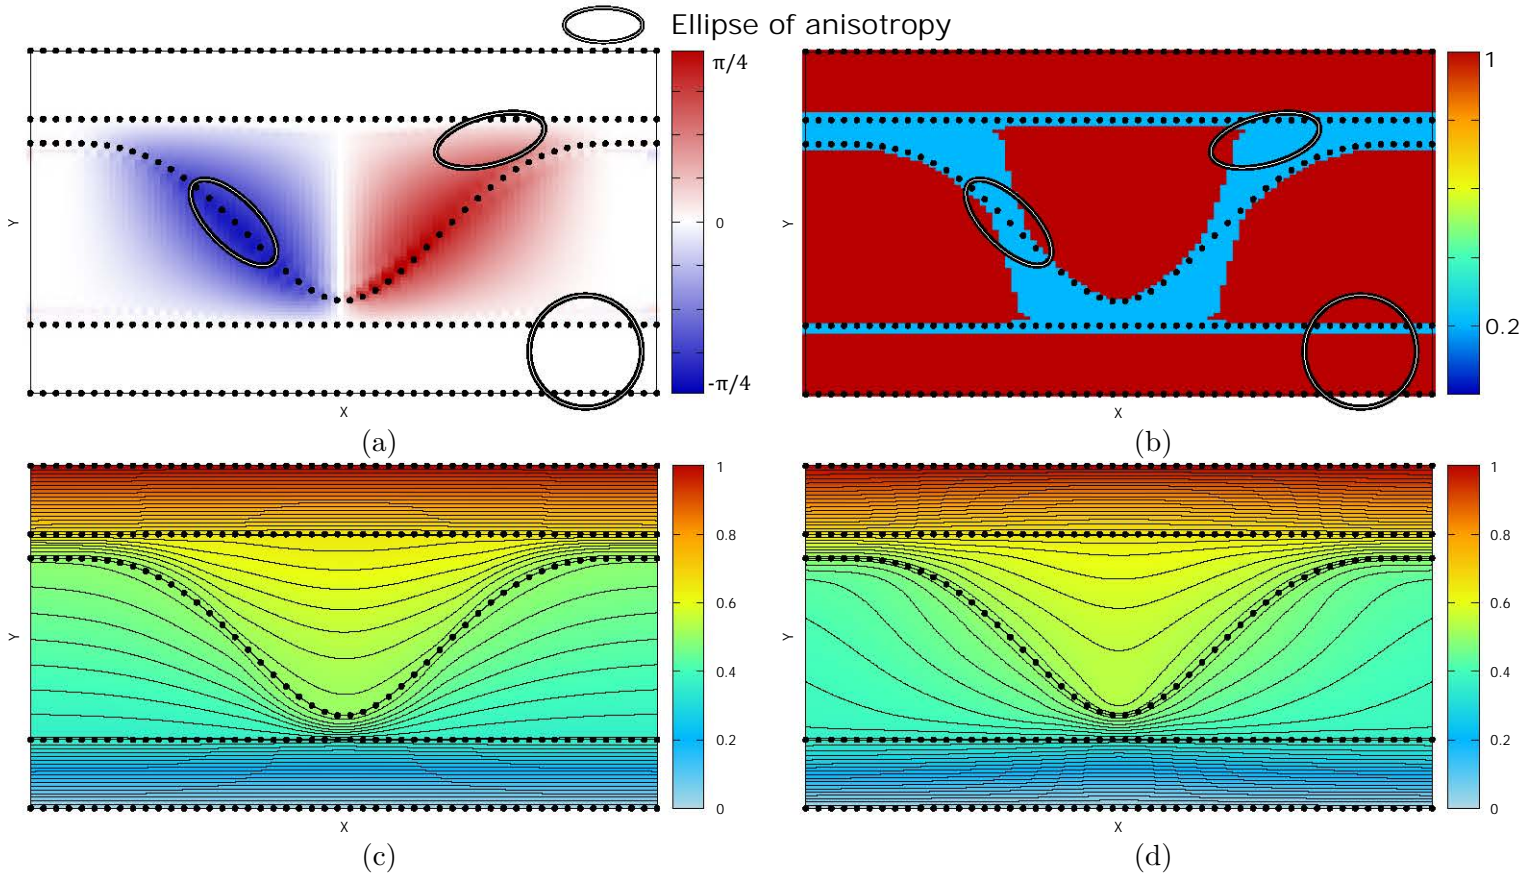 Ellipse of anisotropy
π/4
0
-π/4
Y
X
(a)
1
0.2
X
(b)
1
0.8
0.6
0.4
0.2
0
Y
X
(c)
1
0.8
0.6
0.4
0.2
0
Y
X
(d)